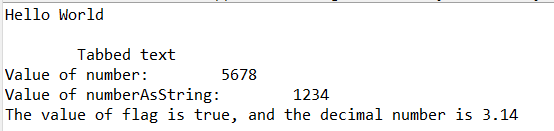 Hello World

	Tabbed text
Value of number:	5678
Value of numberAsString:	1234
The value of flag is true, and the decimal number is 3.14